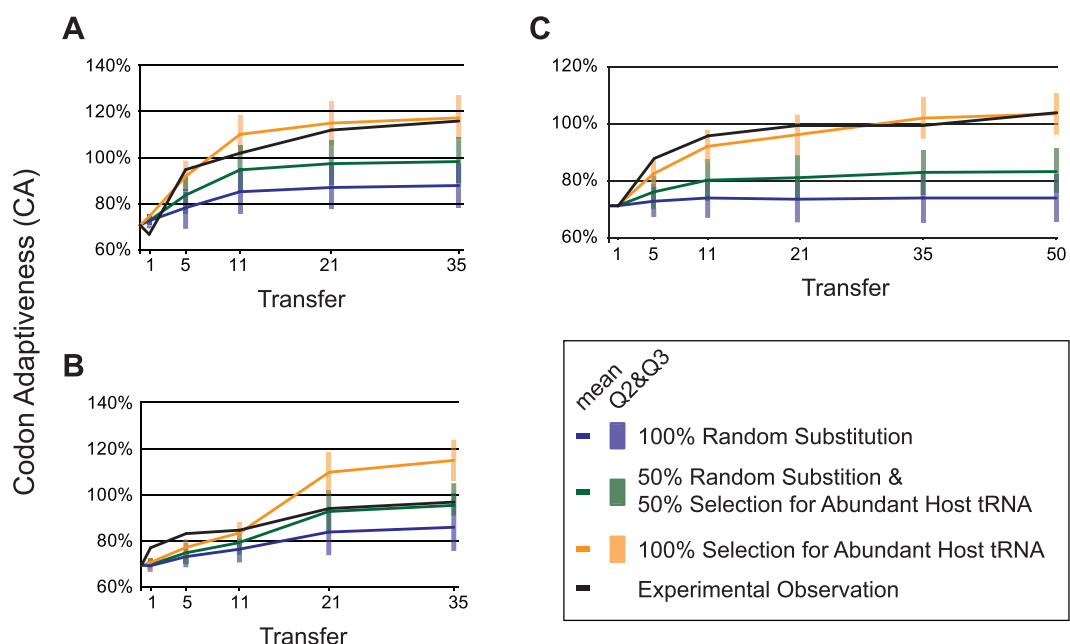 A
140%
120%
100%
80%
60%
1 5 11 21 35
Transfer
C
120%
100%
80%
60%
1 5 11 21 35 50
Transfer
Codon Adaptiveness (CA)
B
140%
120%
100%
80%
60%
1 5 11 21 35
Transfer
mean
Q2&Q3
100% Random Substitution
50% Random Substition &
50% Selection for Abundant Host tRNA
100% Selection for Abundant Host tRNA
Experimental Observation